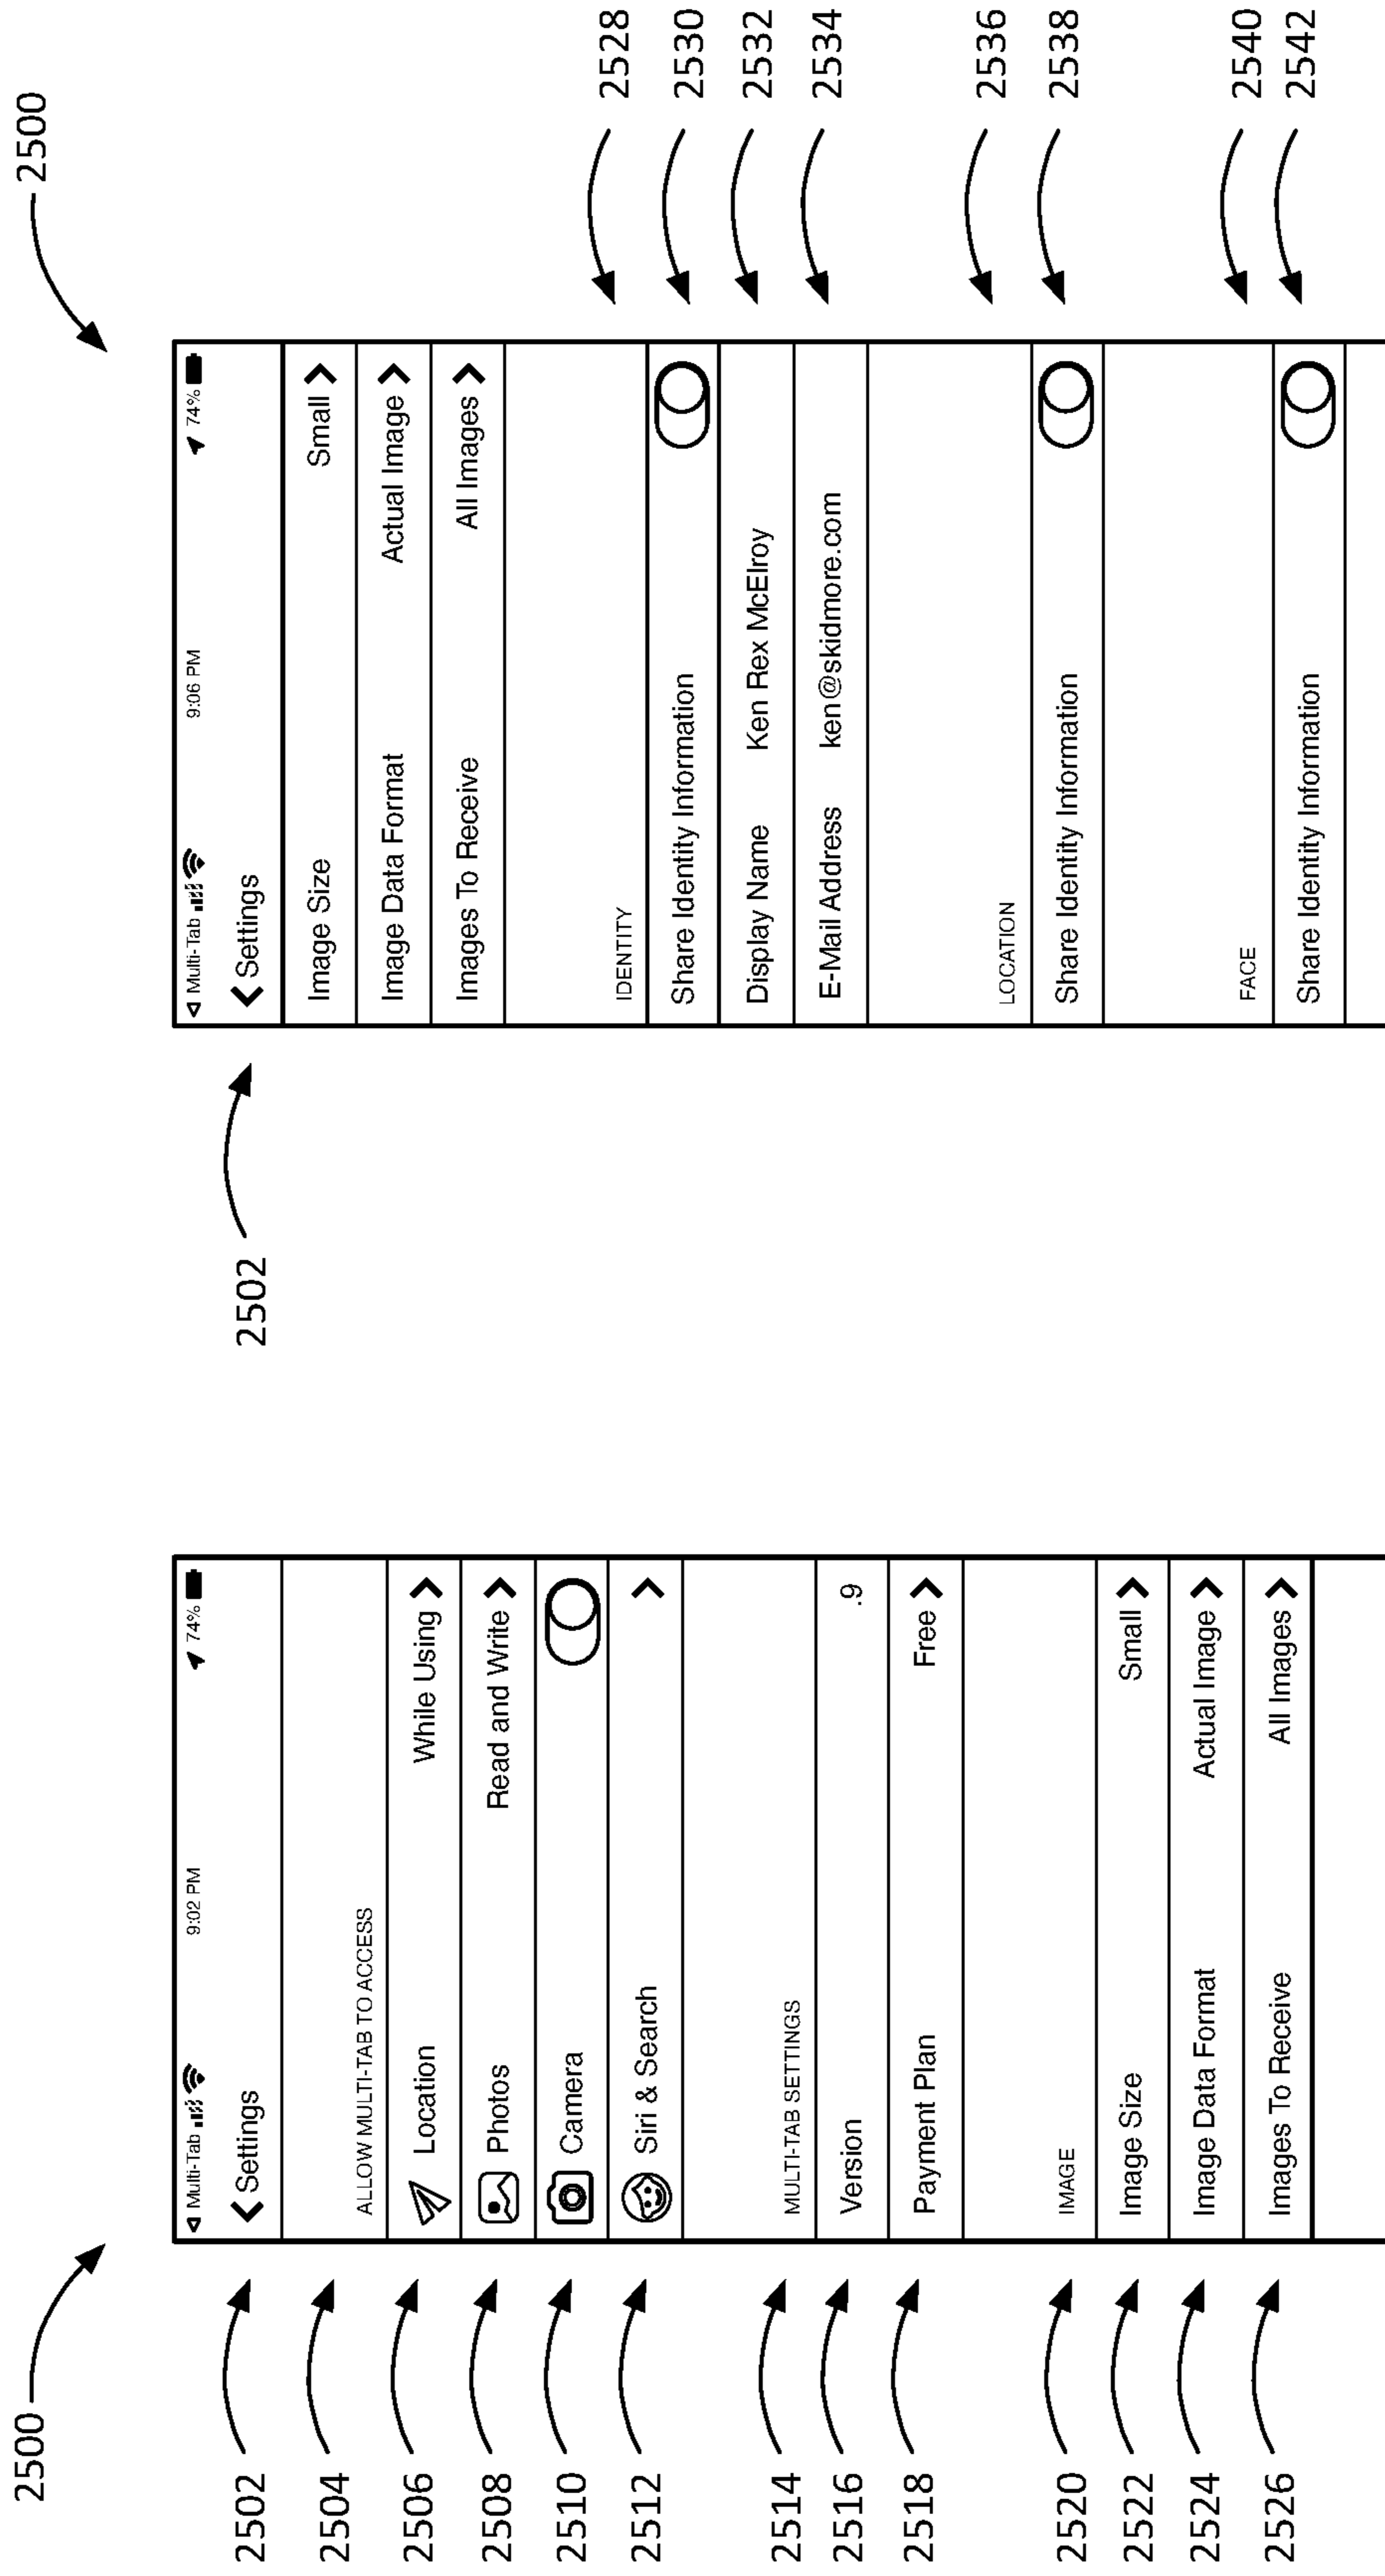 2500
Multi-Tab 9:02 PM 74%
2502 Settings
2504 ALLOW MULTI-TAB TO ACCESS
2506 Location While Using
2508 Photos Read and Write
2510 Camera
2512 Siri & Search
2514 MULTI-TAB SETTINGS
2516 Version .9
2518 Payment Plan Free
2520 IMAGE
2522 Image Size Small
2524 Image Data Format Actual Image
2526 Images To Receive All Images
2500
Multi-Tab 9:06 PM 74%
2502 Settings
Image Size Small
Image Data Format Actual Image
Images To Receive All Images
IDENTITY 2528
Share Identity Information 2530
Display Name Ken Rex McElroy 2532
E-Mail Address ken@skidmore.com 2534
LOCATION 2536
Share Identity Information 2538
FACE 2540
Share Identity Information 2542